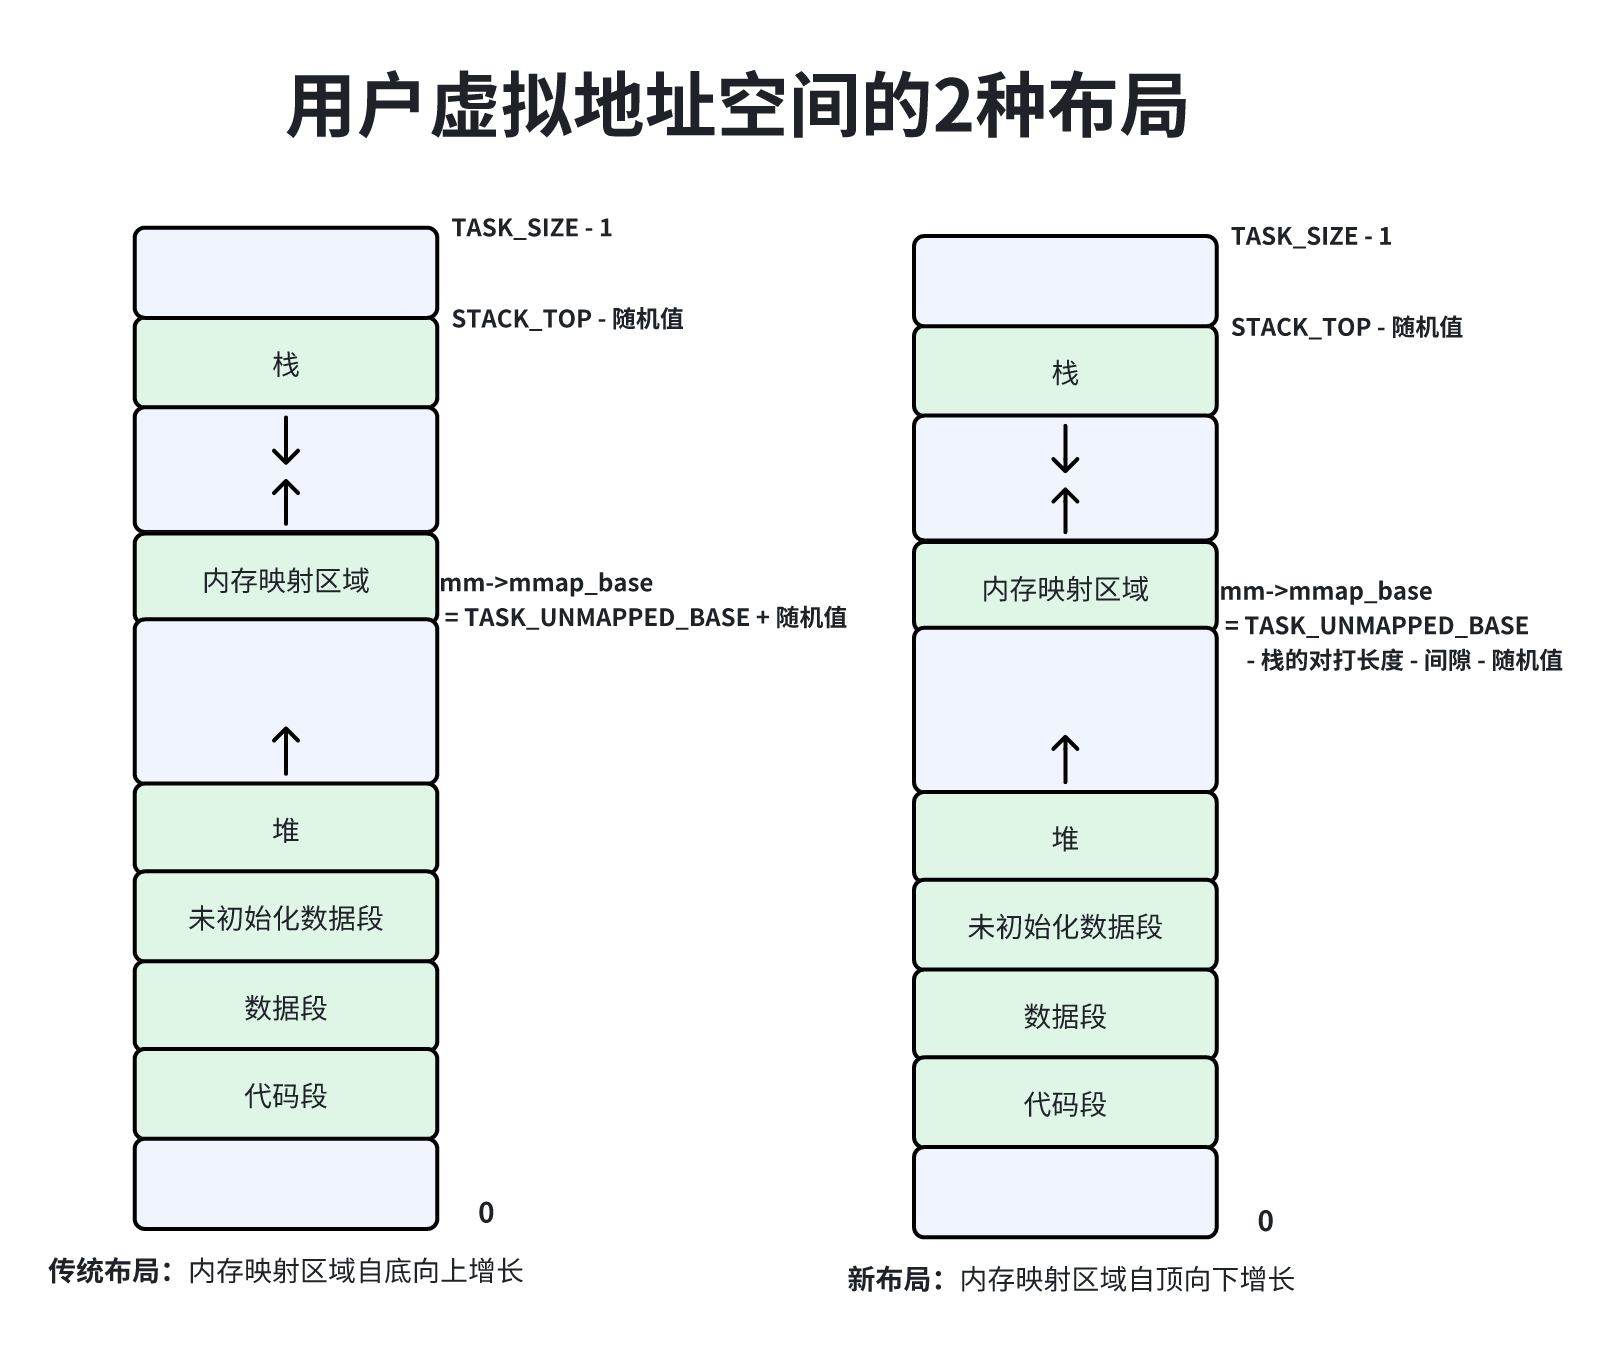 用户虚拟地址空间的2种布局
TASK_SIZE - 1
STACK_TOP - 随机值
栈
内存映射区域
mm->mmap_base
= TASK_UNMAPPED_BASE + 随机值
堆
未初始化数据段
数据段
代码段
0
传统布局：内存映射区域自底向上增长
TASK_SIZE - 1
STACK_TOP - 随机值
栈
内存映射区域
mm->mmap_base
= TASK_UNMAPPED_BASE
- 栈的对打长度 - 间隙 - 随机值
堆
未初始化数据段
数据段
代码段
0
新布局：内存映射区域自顶向下增长